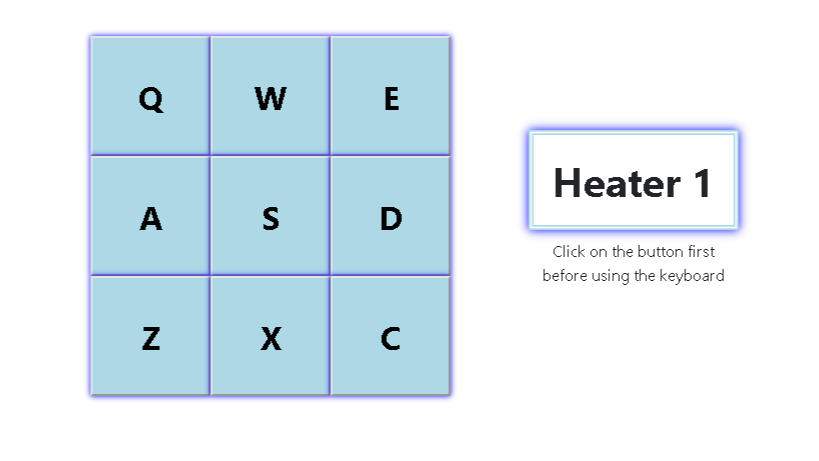 Q W E
A S D
Z X C
Heater 1
Click on the button first
before using the keyboard